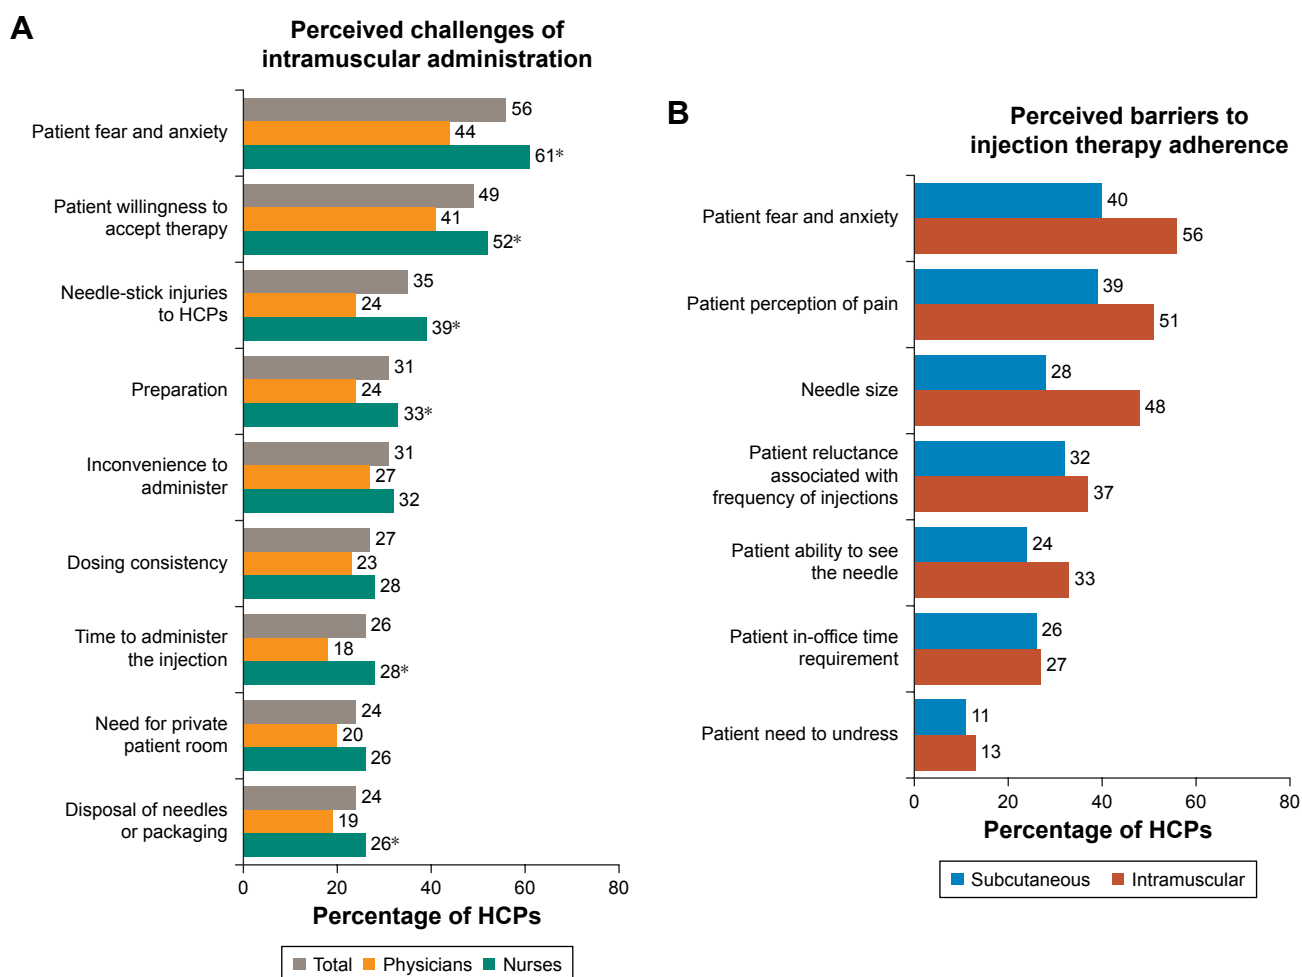 A
Perceived challenges of
intramuscular administration
Patient fear and anxiety
56
44
61*
Patient willingness to
accept therapy
49
41
52*
Needle-stick injuries
to HCPs
35
24
39*
Preparation
31
24
33*
Inconvenience to
administer
31
27
32
Dosing consistency
27
23
28
Time to administer
the injection
26
18
28*
Need for private
patient room
24
20
26
Disposal of needles
or packaging
24
19
26*
0 20 40 60 80
Percentage of HCPs
Total Physicians Nurses
B
Perceived barriers to
injection therapy adherence
Patient fear and anxiety
40
56
Patient perception of pain
39
51
Needle size
28
48
Patient reluctance
associated with
frequency of injections
32
37
Patient ability to see
the needle
24
33
Patient in-office time
requirement
26
27
Patient need to undress
11
13
0 20 40 60 80
Percentage of HCPs
Subcutaneous Intramuscular